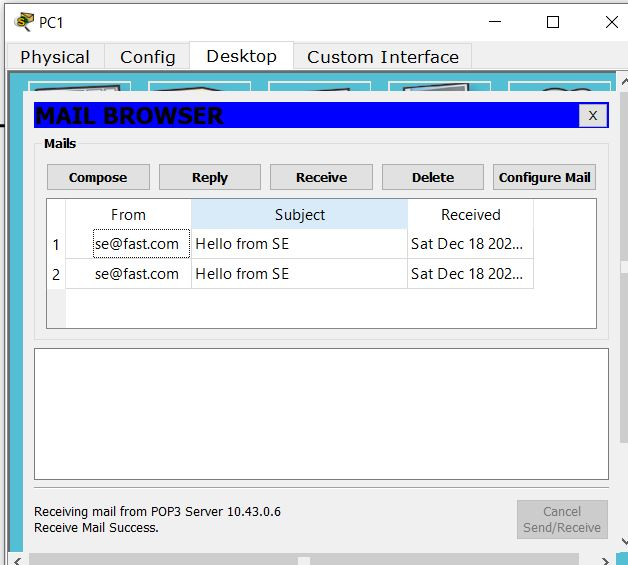 PC1
Physical Config Desktop Custom Interface
MAIL BROWSER X
Mails
Compose Reply Receive Delete Configure Mail
From Subject Received
1 se@fast.com Hello from SE Sat Dec 18 202...
2 se@fast.com Hello from SE Sat Dec 18 202...
Receiving mail from POP3 Server 10.43.0.6
Receive Mail Success.
Cancel
Send/Receive